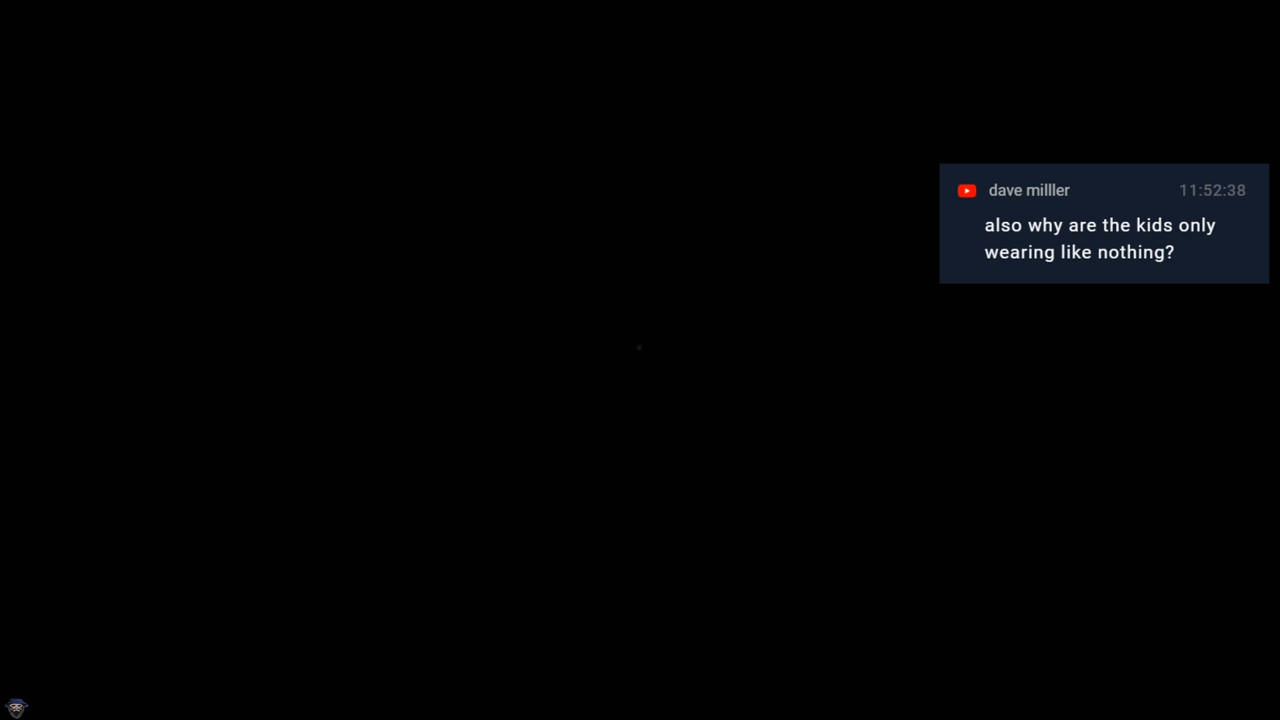 dave milller 11:52:38
also why are the kids only
wearing like nothing?